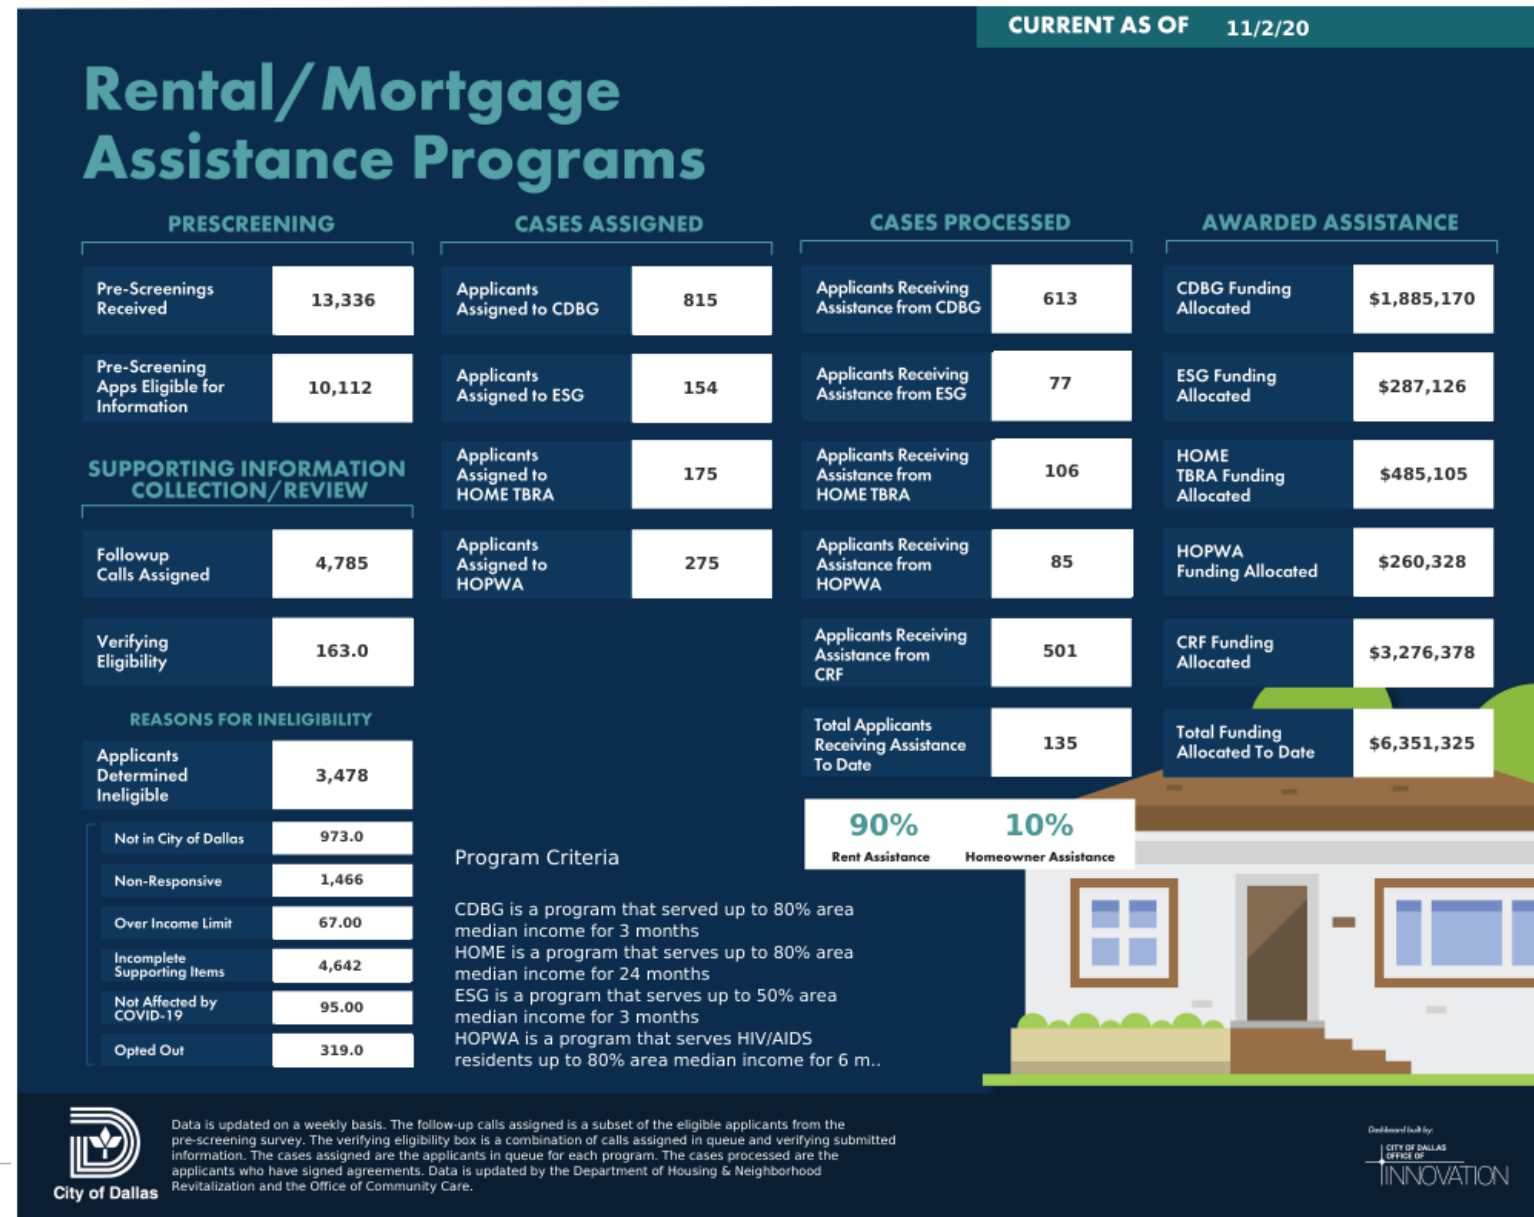 CURRENT AS OF 11/2/20
Rental/Mortgage
Assistance Programs
PRESCREENING
Pre-Screenings
Received
13,336
Pre-Screening
Apps Eligible for
Information
10,112
SUPPORTING INFORMATION
COLLECTION/REVIEW
Followup
Calls Assigned
4,785
Verifying
Eligibility
163.0
REASONS FOR INELIGIBILITY
Applicants
Determined
Ineligible
3,478
Not in City of Dallas
973.0
Non-Responsive
1,466
Over Income Limit
67.00
Incomplete
Supporting Items
4,642
Not Affected by
COVID-19
95.00
Opted Out
319.0
CASES ASSIGNED
Applicants
Assigned to CDBG
815
Applicants
Assigned to ESG
154
Applicants
Assigned to
HOME TBRA
175
Applicants
Assigned to
HOPWA
275
CASES PROCESSED
Applicants Receiving
Assistance from CDBG
613
Applicants Receiving
Assistance from ESG
77
Applicants Receiving
Assistance from
HOME TBRA
106
Applicants Receiving
Assistance from
HOPWA
85
Applicants Receiving
Assistance from
CRF
501
Total Applicants
Receiving Assistance
To Date
135
90%
Rent Assistance
10%
Homeowner Assistance
AWARDED ASSISTANCE
CDBG Funding
Allocated
$1,885,170
ESG Funding
Allocated
$287,126
HOME
TBRA Funding
Allocated
$485,105
HOPWA
Funding Allocated
$260,328
CRF Funding
Allocated
$3,276,378
Total Funding
Allocated To Date
$6,351,325
Program Criteria
CDBG is a program that served up to 80% area
median income for 3 months
HOME is a program that serves up to 80% area
median income for 24 months
ESG is a program that serves up to 50% area
median income for 3 months
HOPWA is a program that serves HIV/AIDS
residents up to 80% area median income for 6 m..
City of Dallas
Data is updated on a weekly basis. The follow-up calls assigned is a subset of the eligible applicants from the
pre-screening survey. The verifying eligibility box is a combination of calls assigned in queue and verifying submitted
information. The cases assigned are the applicants in queue for each program. The cases processed are the
applicants who have signed agreements. Data is updated by the Department of Housing & Neighborhood
Revitalization and the Office of Community Care.
Dashboard built by:
CITY OF DALLAS
OFFICE OF
INNOVATION